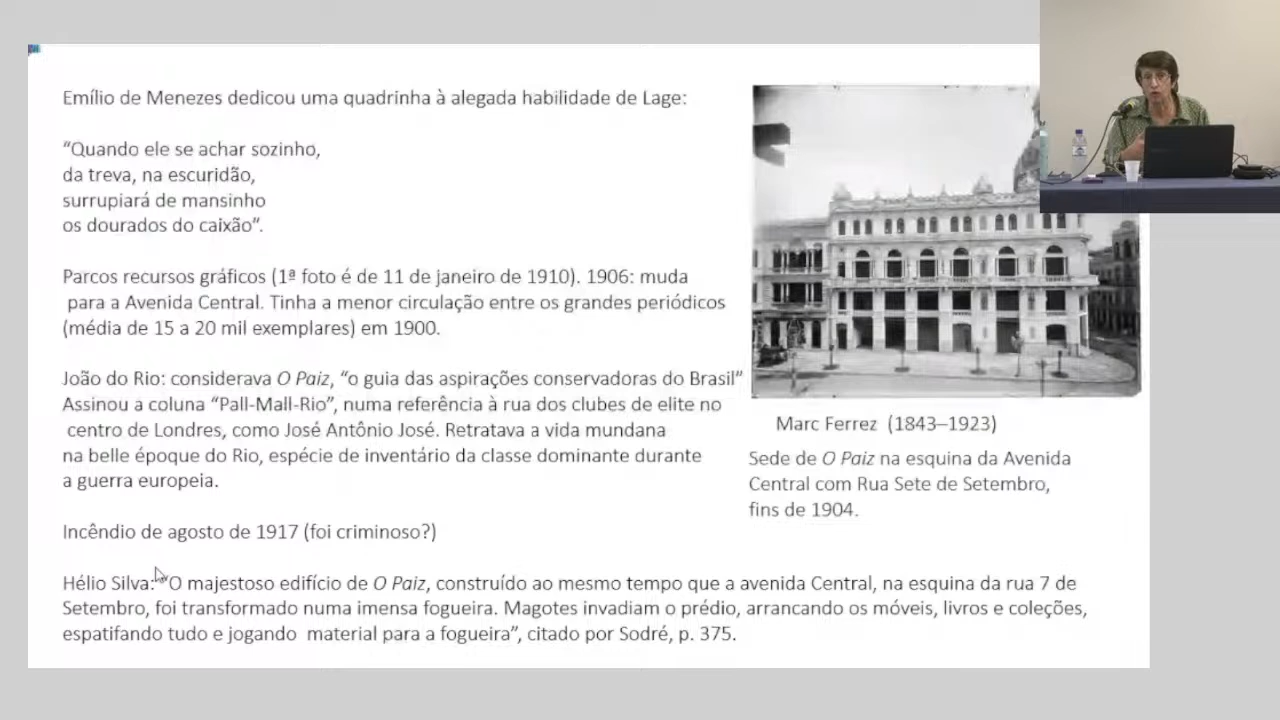 Emílio de Menezes dedicou uma quadrinha à alegada habilidade de Lage:
“Quando ele se achar sozinho,
da treva, na escuridão,
surrupiará de mansinho
os dourados do caixão”.
Parcos recursos gráficos (1ª foto é de 11 de janeiro de 1910). 1906: muda
para a Avenida Central. Tinha a menor circulação entre os grandes periódicos
(média de 15 a 20 mil exemplares) em 1900.
João do Rio: considerava O Paiz, “o guia das aspirações conservadoras do Brasil”
Assinou a coluna “Pall-Mall-Rio”, numa referência à rua dos clubes de elite no
centro de Londres, como José Antônio José. Retratava a vida mundana
na belle époque do Rio, espécie de inventário da classe dominante durante
a guerra europeia.
Incêndio de agosto de 1917 (foi criminoso?)
Hélio Silva: “O majestoso edifício de O Paiz, construído ao mesmo tempo que a avenida Central, na esquina da rua 7 de
Setembro, foi transformado numa imensa fogueira. Magotes invadiam o prédio, arrancando os móveis, livros e coleções,
espatifando tudo e jogando material para a fogueira”, citado por Sodré, p. 375.
Marc Ferrez (1843–1923)
Sede de O Paiz na esquina da Avenida
Central com Rua Sete de Setembro,
fins de 1904.